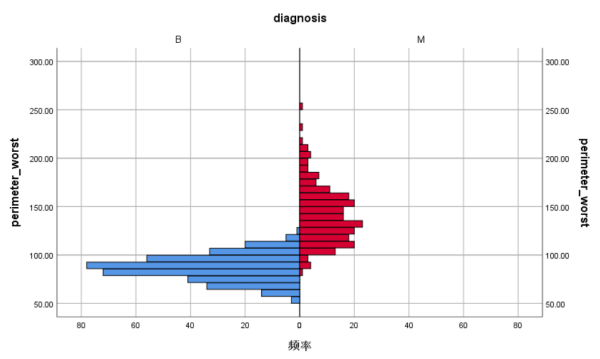 diagnosis
B M
300.00 300.00
250.00 250.00
200.00 200.00
perimeter_worst perimeter_worst
150.00 150.00
100.00 100.00
50.00 50.00
80 60 40 20 0 20 40 60 80
频率